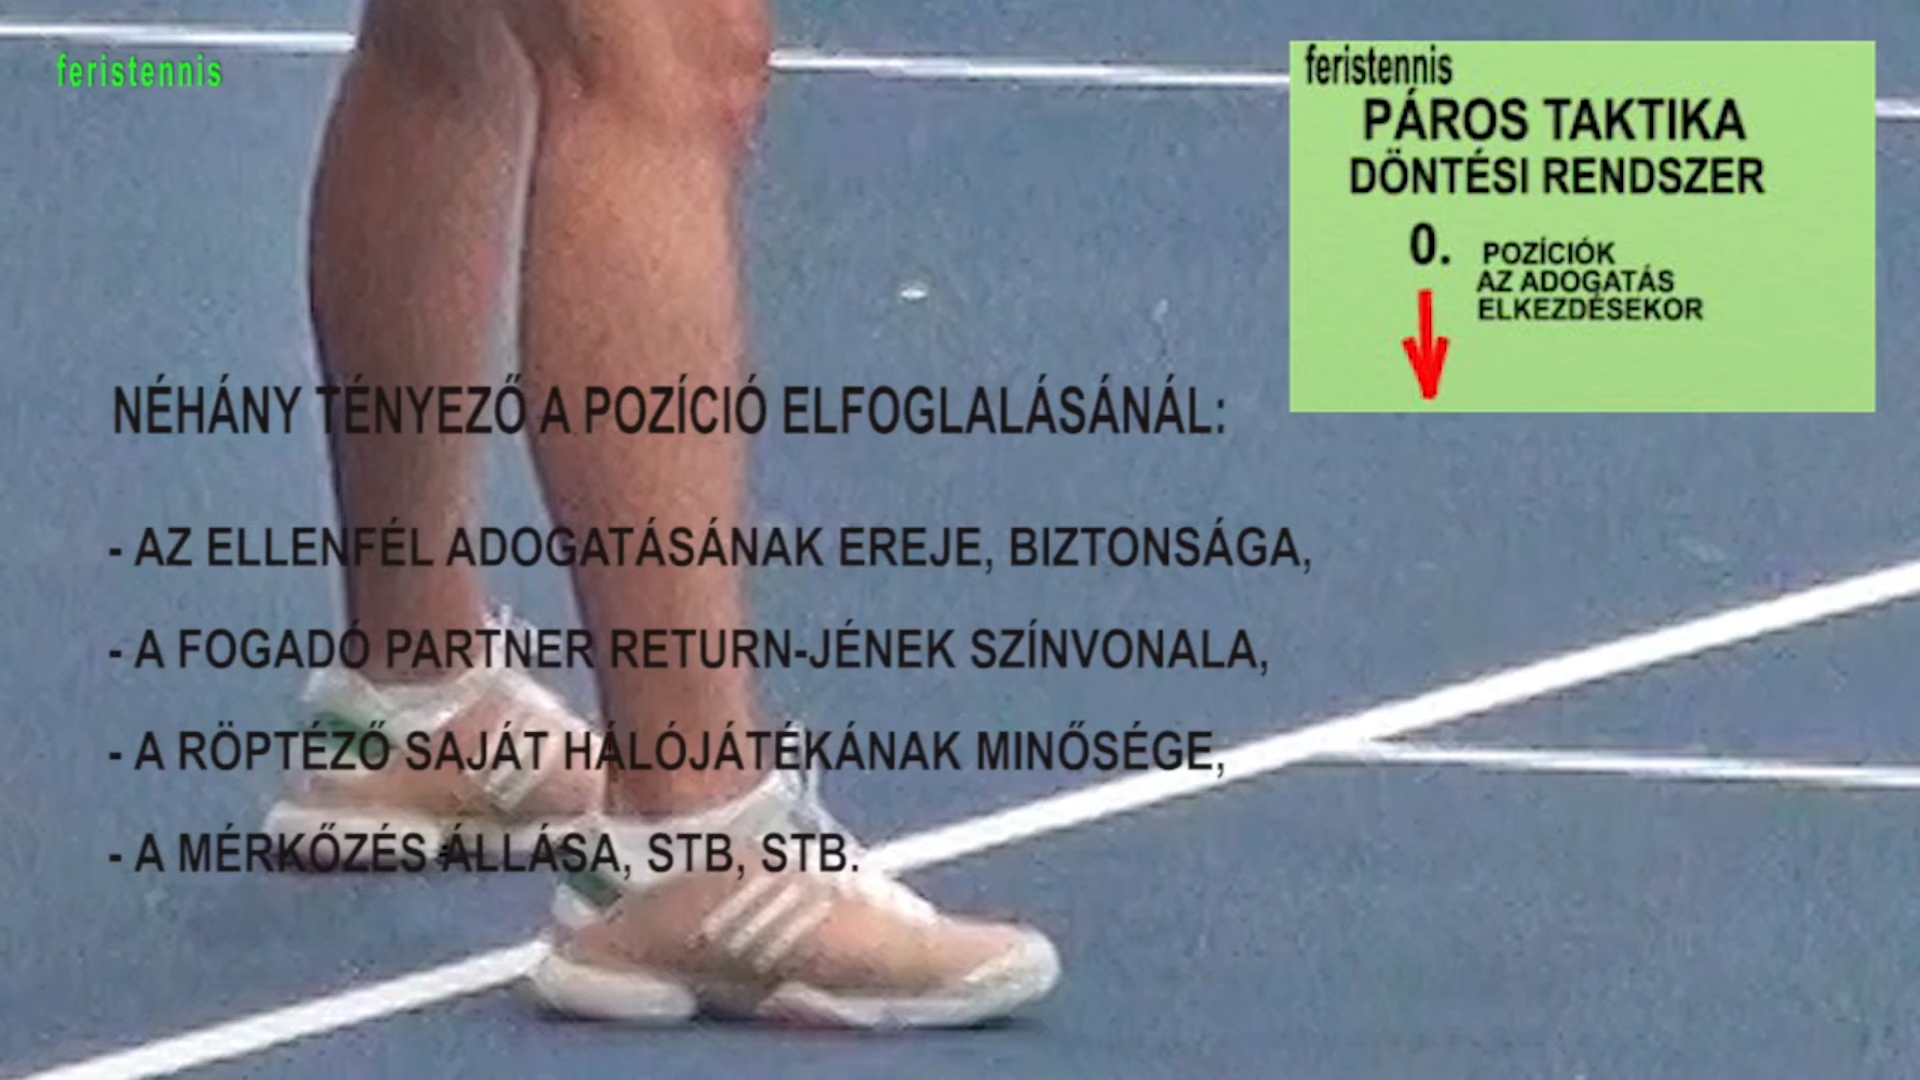 feristennis
feristennis
PÁROS TAKTIKA
DÖNTÉSI RENDSZER
0. POZÍCIÓK
AZ ADOGATÁS
ELKEZDÉSEKOR
NÉHÁNY TÉNYEZŐ A POZÍCIÓ ELFOGLALÁSÁNÁL:
- AZ ELLENFÉL ADOGATÁSÁNAK EREJE, BIZTONSÁGA,
- A FOGADÓ PARTNER RETURN-JÉNEK SZÍNVONALA,
- A RÖPTÉZŐ SAJÁT HÁLÓJÁTÉKÁNAK MINŐSÉGE,
- A MÉRKŐZÉS ÁLLÁSA, STB, STB.